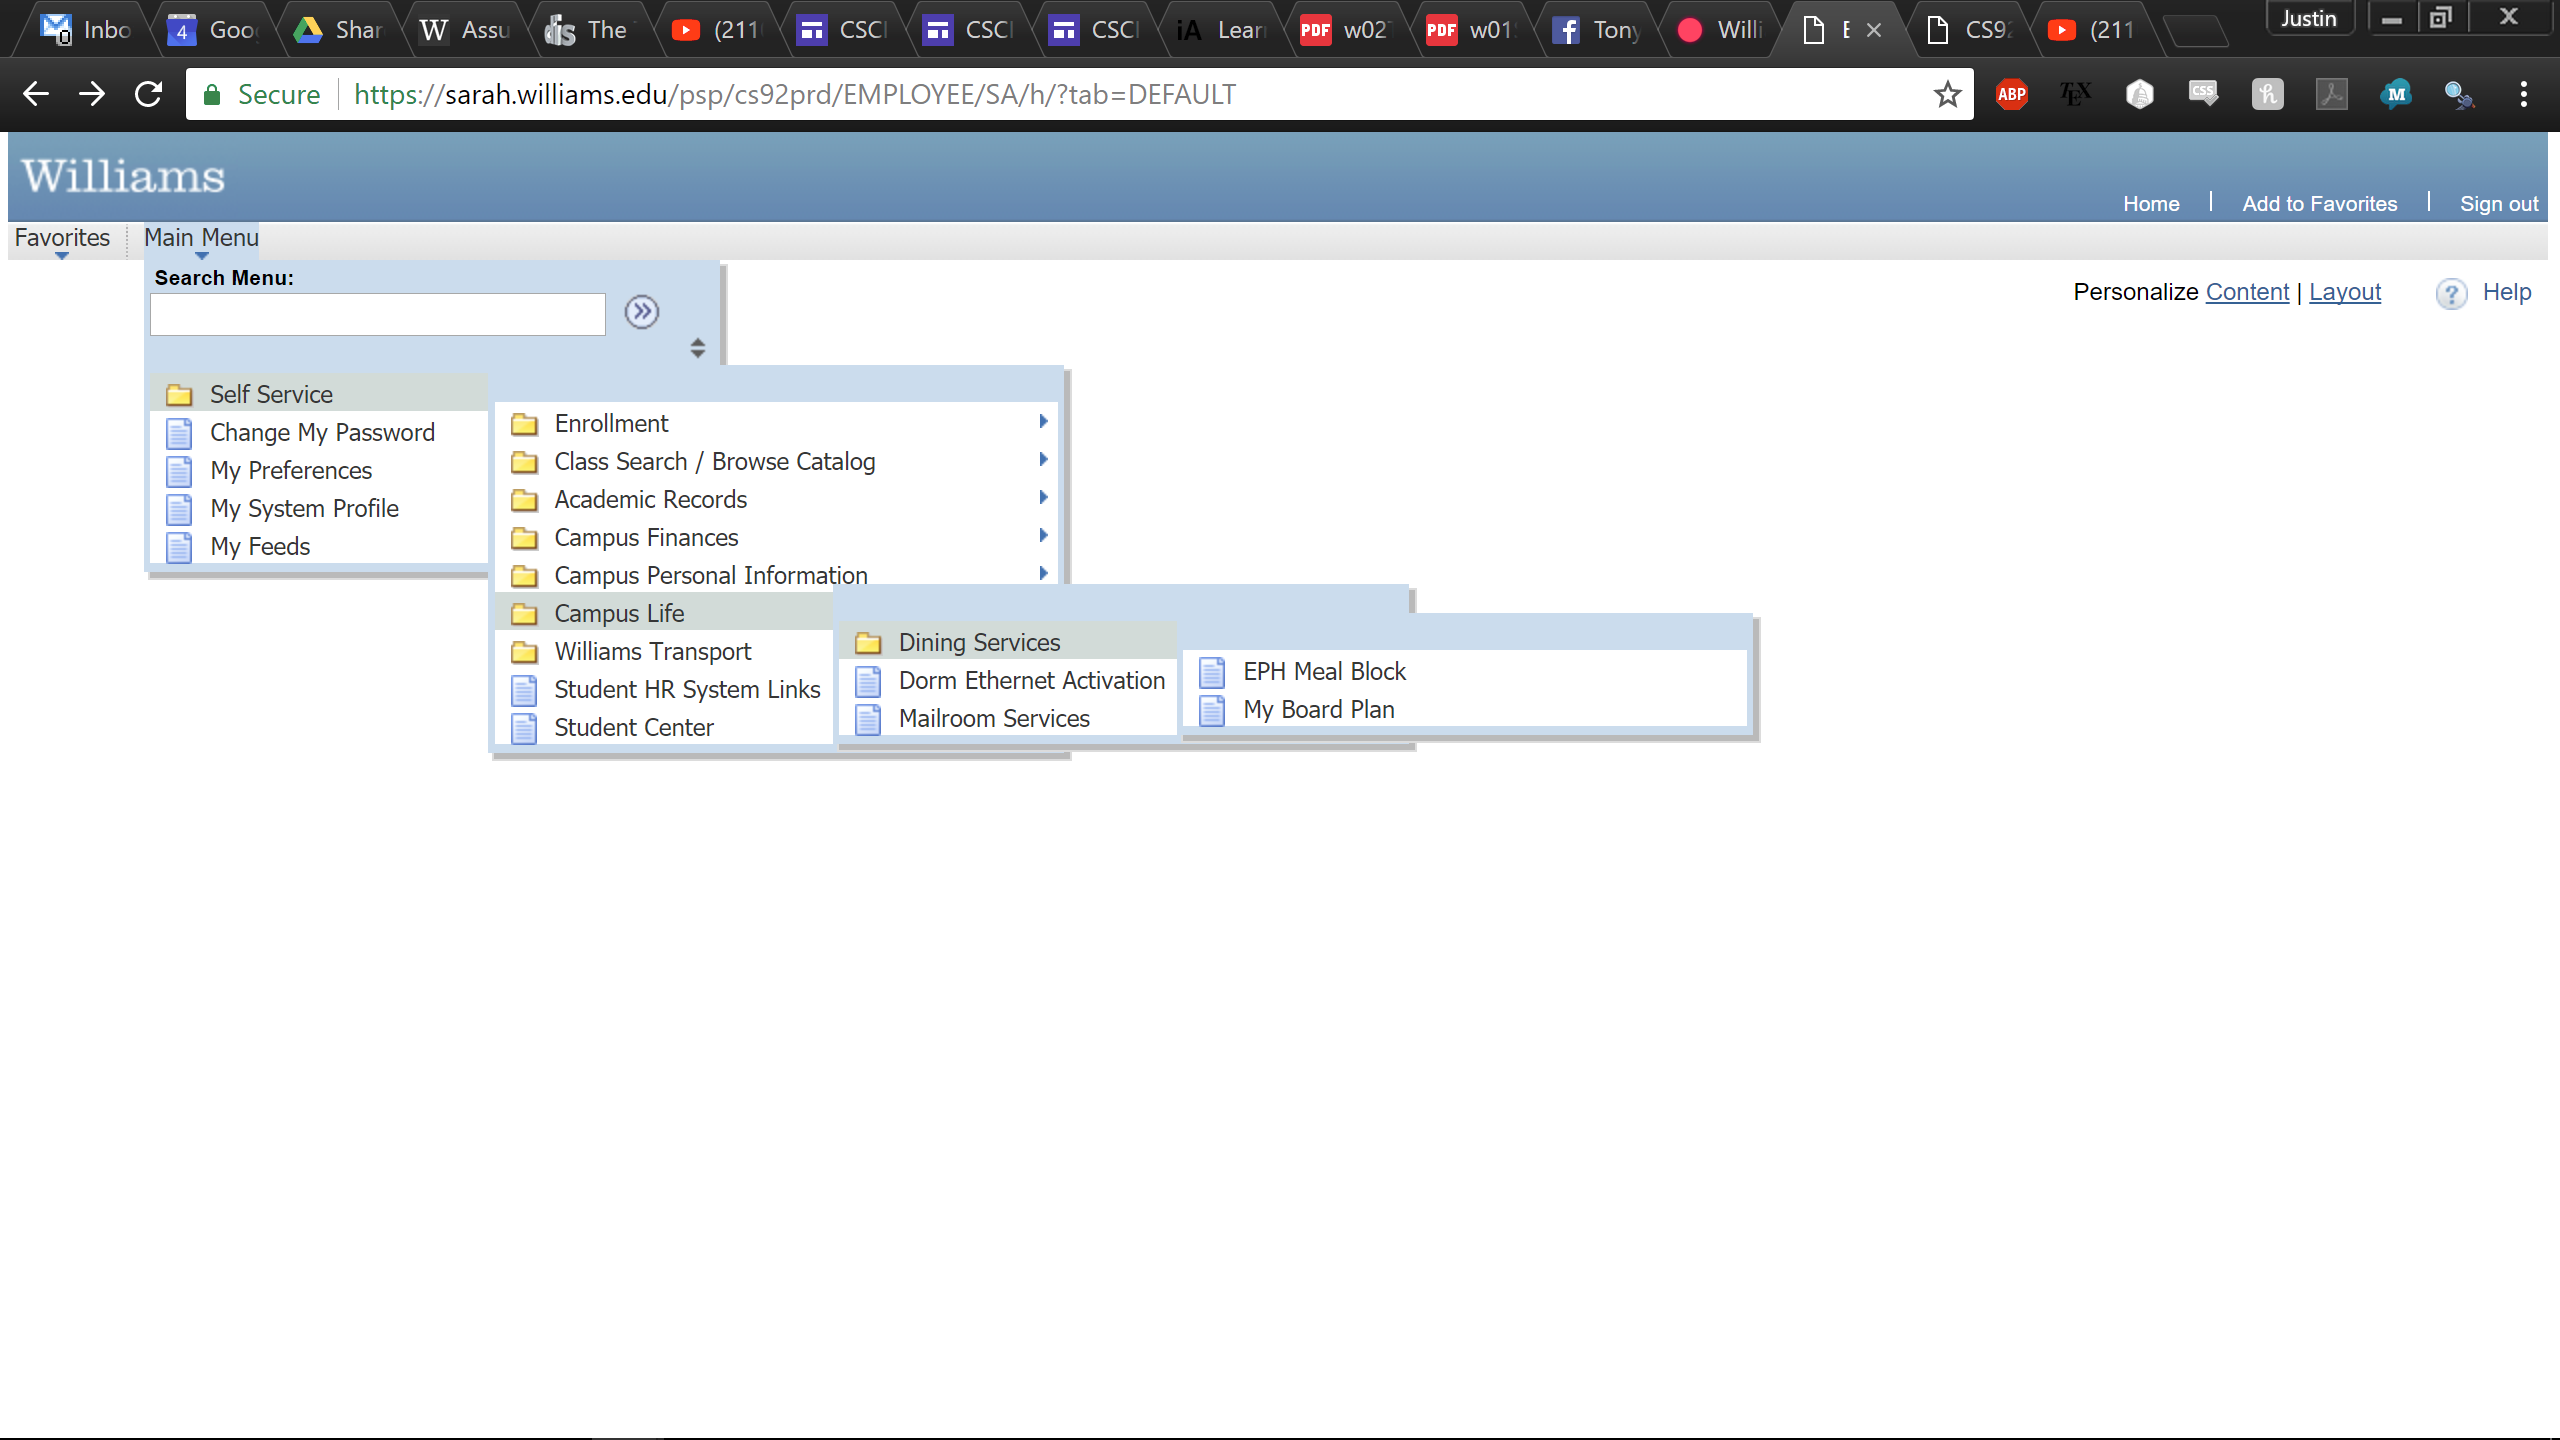 Inbo Goo Shar Assu The (211 CSCI CSCI CSCI iA Lear PDF w02 PDF w01 Tony Willi E CS92 (211 Justin
Secure https://sarah.williams.edu/psp/cs92prd/EMPLOYEE/SA/h/?tab=DEFAULT ABP TEX CSS h M
Williams
Home | Add to Favorites | Sign out
Favorites Main Menu
Search Menu:
Personalize Content | Layout ? Help
Self Service
Change My Password
My Preferences
My System Profile
My Feeds
Enrollment
Class Search / Browse Catalog
Academic Records
Campus Finances
Campus Personal Information
Campus Life
Williams Transport
Student HR System Links
Student Center
Dining Services
Dorm Ethernet Activation
Mailroom Services
EPH Meal Block
My Board Plan